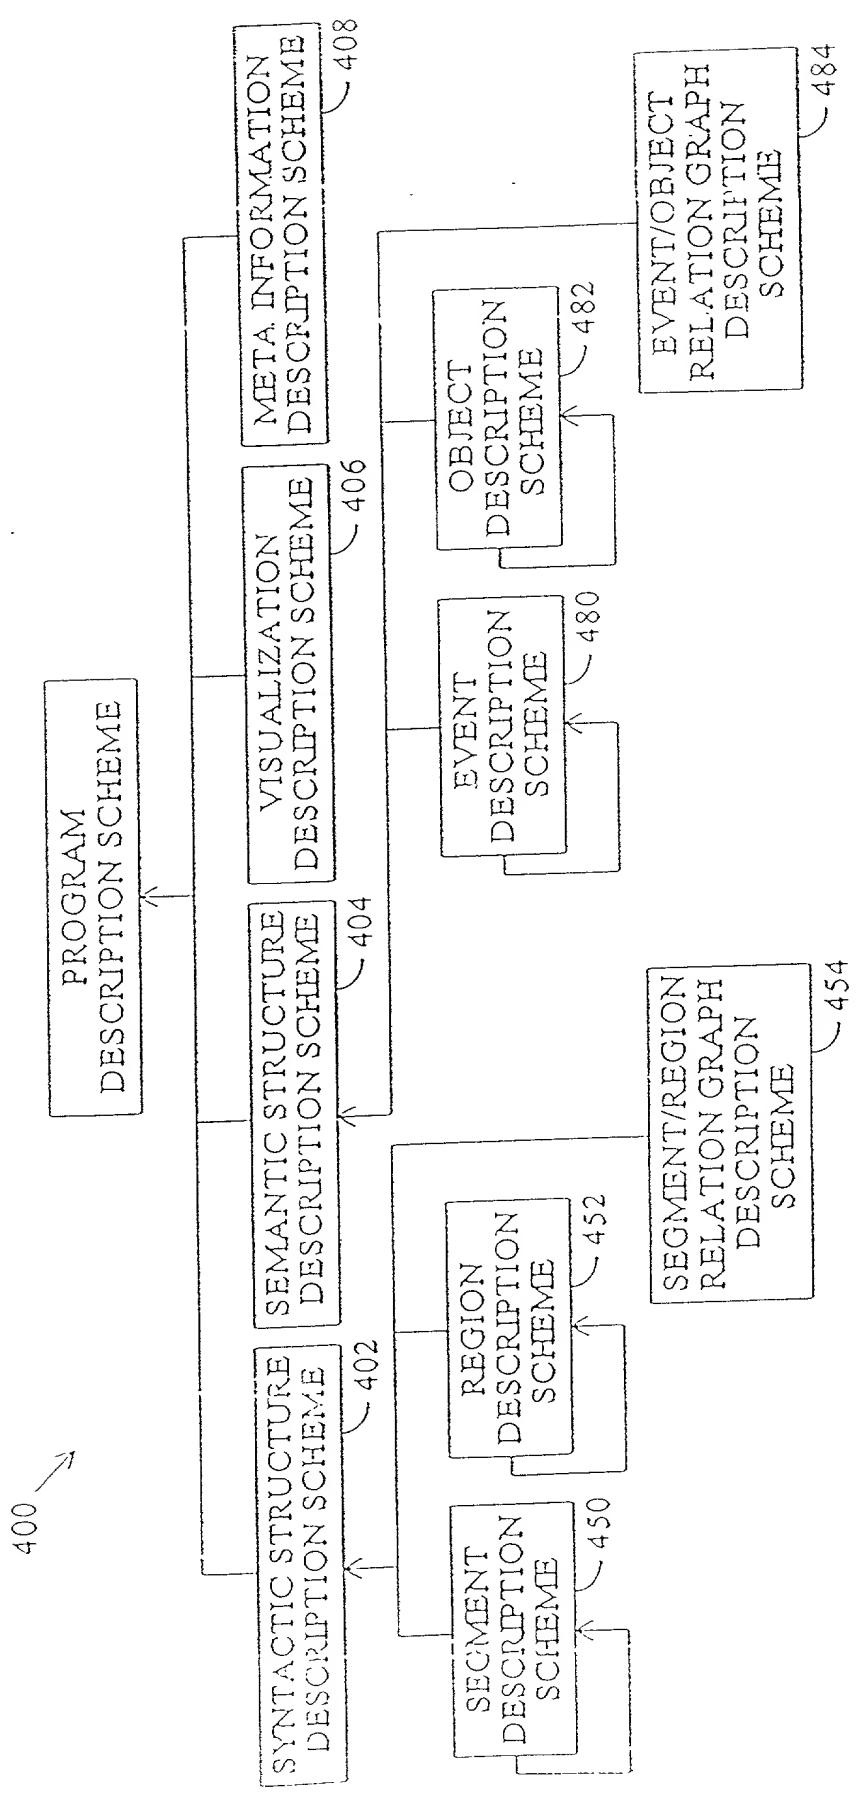 400
PROGRAM
DESCRIPTION SCHEME
SYNTACTIC STRUCTURE
DESCRIPTION SCHEME
402
SEMANTIC STRUCTURE
DESCRIPTION SCHEME
404
VISUALIZATION
DESCRIPTION SCHEME
406
META INFORMATION
DESCRIPTION SCHEME
408
SEGMENT
DESCRIPTION
SCHEME
450
REGION
DESCRIPTION
SCHEME
452
EVENT
DESCRIPTION
SCHEME
480
OBJECT
DESCRIPTION
SCHEME
482
SEGMENT/REGION
RELATION GRAPH
DESCRIPTION
SCHEME
454
EVENT/OBJECT
RELATION GRAPH
DESCRIPTION
SCHEME
484